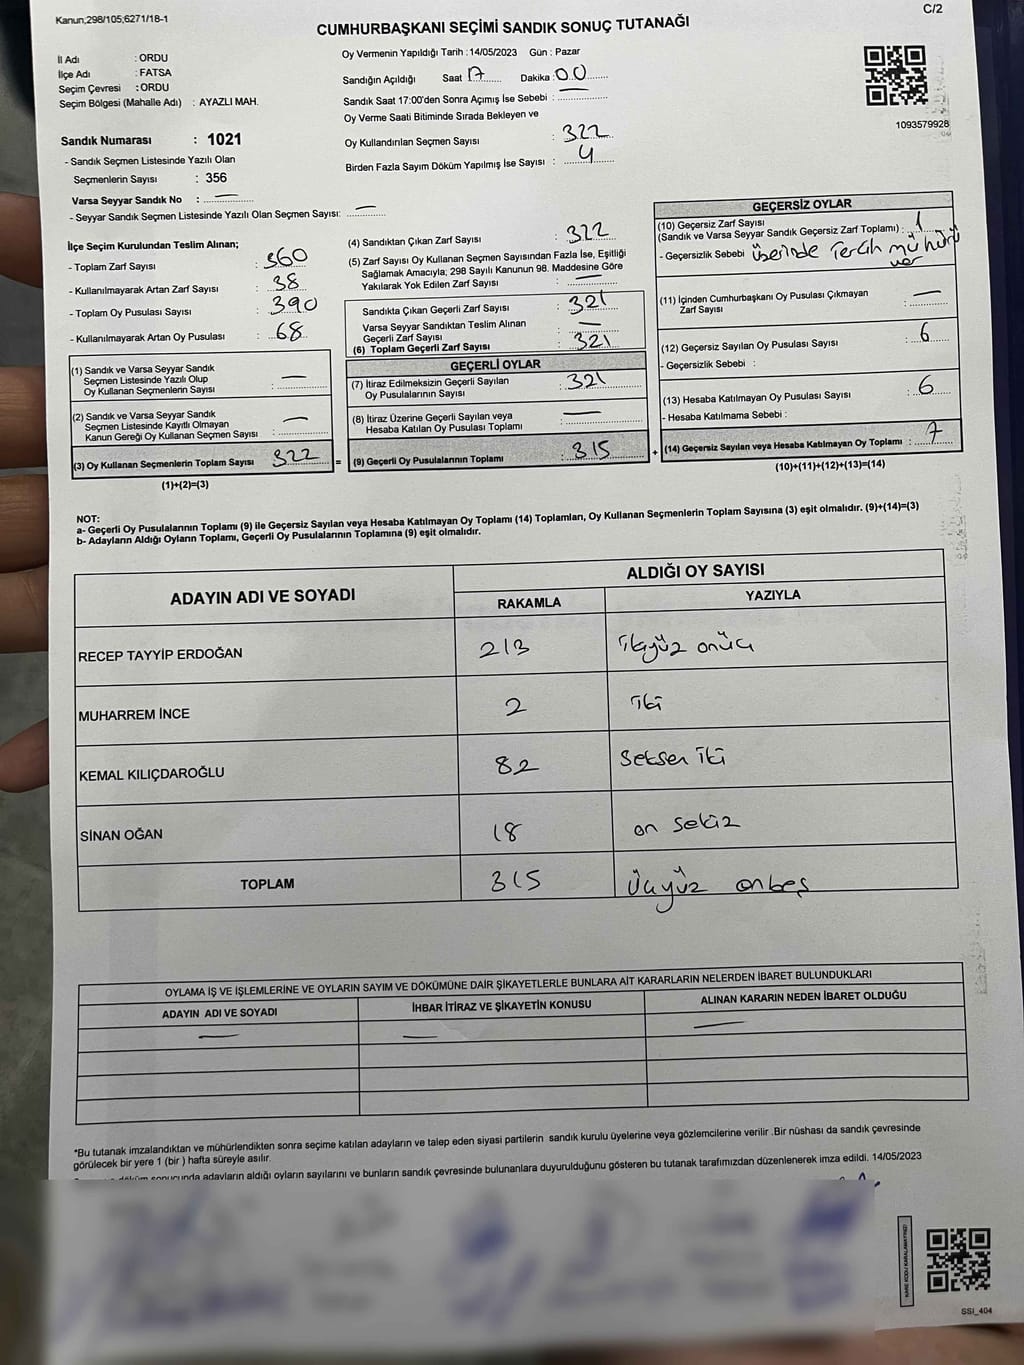 Kanun;298/105;6271/18-1
C/2
CUMHURBAŞKANI SEÇİMİ SANDIK SONUÇ TUTANAĞI
İl Adı : ORDU
İlçe Adı : FATSA
Seçim Çevresi : ORDU
Seçim Bölgesi (Mahalle Adı) : AYAZLI MAH.
Sandık Numarası : 1021
- Sandık Seçmen Listesinde Yazılı Olan
Seçmenlerin Sayısı : 356
Varsa Seyyar Sandık No : —
- Seyyar Sandık Seçmen Listesinde Yazılı Olan Seçmen Sayısı: —
Oy Vermenin Yapıldığı Tarih : 14/05/2023 Gün : Pazar
Sandığın Açıldığı Saat 17 Dakika : 00
Sandık Saat 17:00'den Sonra Açımış İse Sebebi : —
Oy Verme Saati Bitiminde Sırada Bekleyen ve
Oy Kullandırılan Seçmen Sayısı : 322
Birden Fazla Sayım Döküm Yapılmış İse Sayısı : 4
1093579928
İlçe Seçim Kurulundan Teslim Alınan;
- Toplam Zarf Sayısı : 360
- Kullanılmayarak Artan Zarf Sayısı : 38
- Toplam Oy Pusulası Sayısı : 390
- Kullanılmayarak Artan Oy Pusulası : 68
(1) Sandık ve Varsa Seyyar Sandık
Seçmen Listesinde Yazılı Olup
Oy Kullanan Seçmenlerin Sayısı : —
(2) Sandık ve Varsa Seyyar Sandık
Seçmen Listesinde Kayıtlı Olmayan
Kanun Gereği Oy Kullanan Seçmen Sayısı : —
(3) Oy Kullanan Seçmenlerin Toplam Sayısı 322
(1)+(2)=(3)
(4) Sandıktan Çıkan Zarf Sayısı : 322
(5) Zarf Sayısı Oy Kullanan Seçmen Sayısından Fazla İse, Eşitliği
Sağlamak Amacıyla; 298 Sayılı Kanunun 98. Maddesine Göre
Yakılarak Yok Edilen Zarf Sayısı : —
Sandıkta Çıkan Geçerli Zarf Sayısı : 321
Varsa Seyyar Sandıktan Teslim Alınan
Geçerli Zarf Sayısı : —
(6) Toplam Geçerli Zarf Sayısı : 321
GEÇERLİ OYLAR
(7) İtiraz Edilmeksizin Geçerli Sayılan
Oy Pusulalarının Sayısı : 321
(8) İtiraz Üzerine Geçerli Sayılan veya
Hesaba Katılan Oy Pusulası Toplamı : —
= (9) Geçerli Oy Pusulalarının Toplamı : 315
GEÇERSİZ OYLAR
(10) Geçersiz Zarf Sayısı
(Sandık ve Varsa Seyyar Sandık Geçersiz Zarf Toplamı) : 1
- Geçersizlik Sebebi üzerinde Tercih mühürü
var
(11) İçinden Cumhurbaşkanı Oy Pusulası Çıkmayan
Zarf Sayısı : —
(12) Geçersiz Sayılan Oy Pusulası Sayısı : 6
- Geçersizlik Sebebi :
(13) Hesaba Katılmayan Oy Pusulası Sayısı : 6
- Hesaba Katılmama Sebebi :
+ (14) Geçersiz Sayılan veya Hesaba Katılmayan Oy Toplamı : 7
(10)+(11)+(12)+(13)=(14)
NOT:
a- Geçerli Oy Pusulalarının Toplamı (9) ile Geçersiz Sayılan veya Hesaba Katılmayan Oy Toplamı (14) Toplamları, Oy Kullanan Seçmenlerin Toplam Sayısına (3) eşit olmalıdır. (9)+(14)=(3)
b- Adayların Aldığı Oyların Toplamı, Geçerli Oy Pusulalarının Toplamına (9) eşit olmalıdır.
ADAYIN ADI VE SOYADI ALDIĞI OY SAYISI
RAKAMLA YAZIYLA
RECEP TAYYİP ERDOĞAN 213 ikiyüz onüç
MUHARREM İNCE 2 iki
KEMAL KILIÇDAROĞLU 82 Seksen iki
SİNAN OĞAN 18 on sekiz
TOPLAM 315 Üçyüz onbeş
OYLAMA İŞ VE İŞLEMLERİNE VE OYLARIN SAYIM VE DÖKÜMÜNE DAİR ŞİKAYETLERLE BUNLARA AİT KARARLARIN NELERDEN İBARET BULUNDUKLARI
ADAYIN ADI VE SOYADI İHBAR İTİRAZ VE ŞİKAYETİN KONUSU ALINAN KARARIN NEDEN İBARET OLDUĞU
— — —
*Bu tutanak imzalandıktan ve mühürlendikten sonra seçime katılan adayların ve talep eden siyasi partilerin sandık kurulu üyelerine veya gözlemcilerine verilir .Bir nüshası da sandık çevresinde
görülecek bir yere 1 (bir ) hafta süreyle asılır.
döküm sonucunda adayların aldığı oyların sayılarını ve bunların sandık çevresinde bulunanlara duyurulduğunu gösteren bu tutanak tarafımızdan düzenlenerek imza edildi. 14/05/2023
KARE KODU KARALAMAYINIZ!
SSI_404